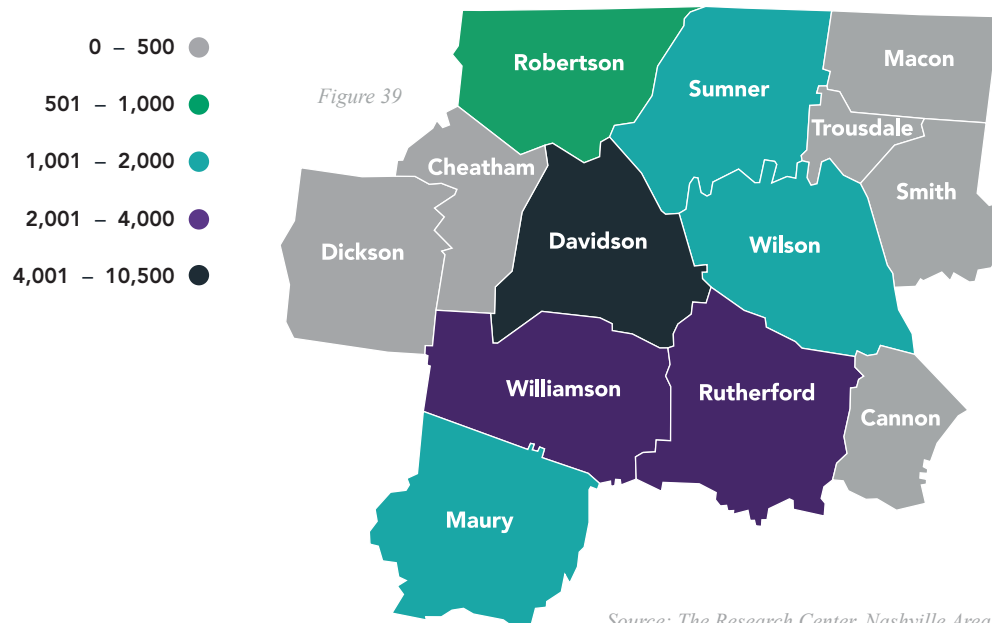 0 – 500
501 – 1,000
1,001 – 2,000
2,001 – 4,000
4,001 – 10,500
Figure 39
Robertson
Sumner
Macon
Trousdale
Smith
Cheatham
Dickson
Davidson
Wilson
Williamson
Rutherford
Cannon
Maury
Source: The Research Center, Nashville Area